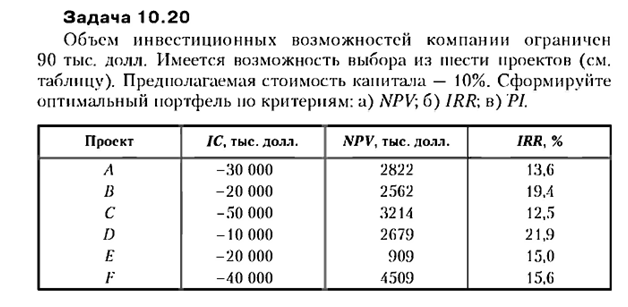 Задача 10.20
Объем инвестиционных возможностей компании ограничен
90 тыс. долл. Имеется возможность выбора из шести проектов (см.
таблицу). Предполагаемая стоимость капитала — 10%. Сформируйте
оптимальный портфель по критериям: а) NPV; б) IRR; в) PI.
Проект IC, тыс. долл. NPV, тыс. долл. IRR, %
A −30 000 2822 13,6
B −20 000 2562 19,4
C −50 000 3214 12,5
D −10 000 2679 21,9
E −20 000 909 15,0
F −40 000 4509 15,6